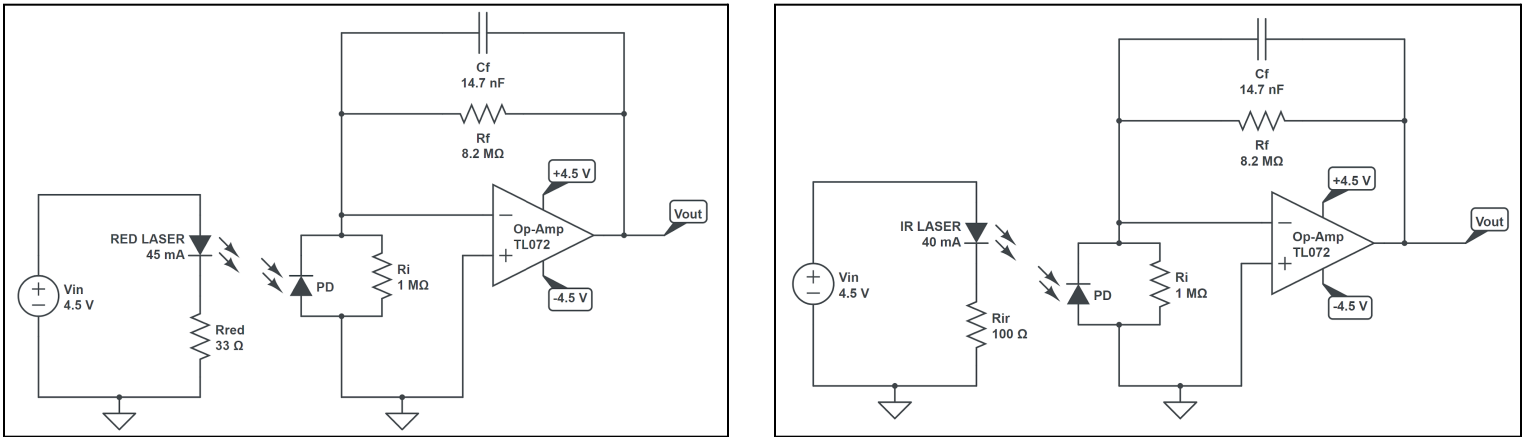 Cf
14.7 nF
Rf
8.2 MΩ
+4.5 V
Vout
RED LASER
45 mA
Op-Amp
TL072
Ri
1 MΩ
PD
Vin
4.5 V
-4.5 V
Rred
33 Ω
Cf
14.7 nF
Rf
8.2 MΩ
+4.5 V
Vout
IR LASER
40 mA
Op-Amp
TL072
Ri
1 MΩ
PD
Vin
4.5 V
-4.5 V
Rir
100 Ω